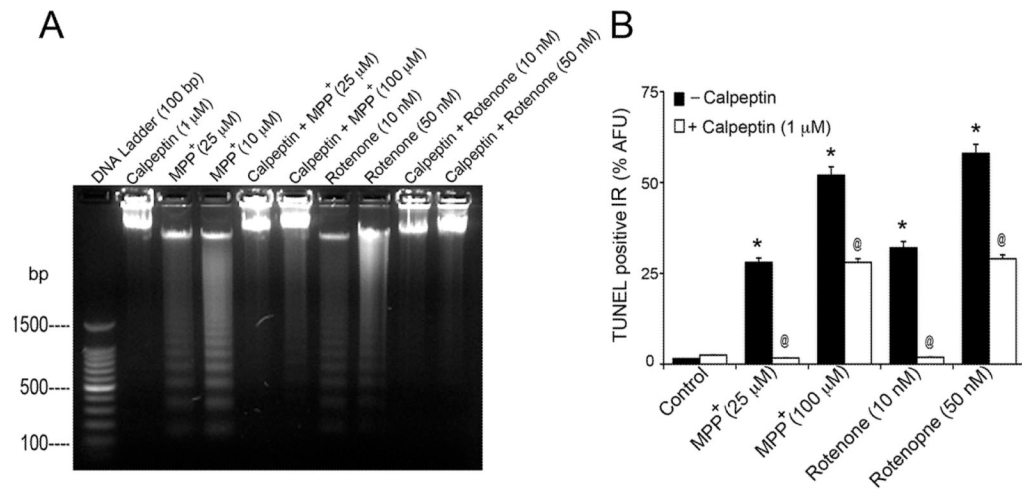 A
DNA Ladder (100 bp)
Calpeptin (1 μM)
MPP+ (25 μM)
MPP+ (10 μM)
Calpeptin + MPP+ (25 μM)
Calpeptin + MPP+ (100 μM)
Rotenone (10 nM)
Rotenone (50 nM)
Calpeptin + Rotenone (10 nM)
Calpeptin + Rotenone (50 nM)
bp
1500----
500----
100----
B
TUNEL positive IR (% AFU)
75
50
25
0
– Calpeptin
+ Calpeptin (1 μM)
*
@
*
@
*
@
*
@
Control
MPP+ (25 μM)
MPP+ (100 μM)
Rotenone (10 nM)
Rotenopne (50 nM)